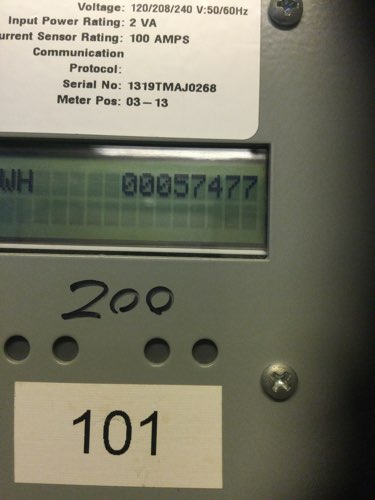 Voltage: 120/208/240 V:50/60Hz
Input Power Rating: 2 VA
urrent Sensor Rating: 100 AMPS
Communication
Protocol:
Serial No: 1319TMAJ0268
Meter Pos: 03-13
WH 00057477
200
101